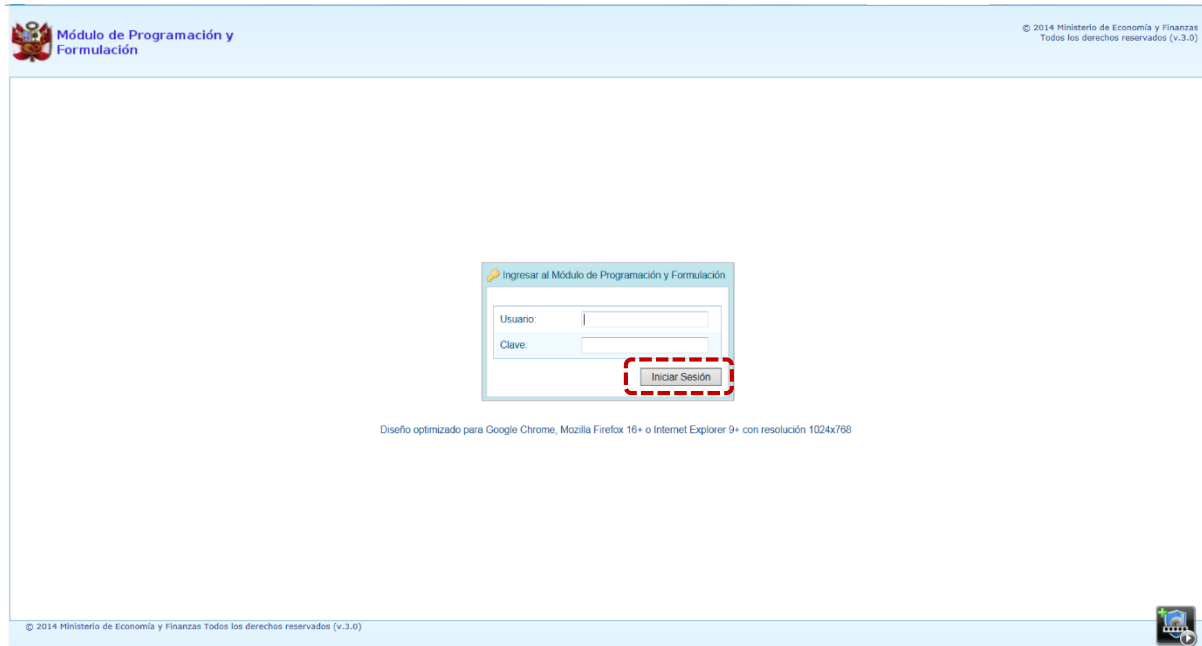 Módulo de Programación y
Formulación
© 2014 Ministerio de Economía y Finanzas
Todos los derechos reservados (v.3.0)
Ingresar al Módulo de Programación y Formulación
Usuario:
Clave:
Iniciar Sesión
Diseño optimizado para Google Chrome, Mozilla Firefox 16+ o Internet Explorer 9+ con resolución 1024x768
© 2014 Ministerio de Economía y Finanzas Todos los derechos reservados (v.3.0)